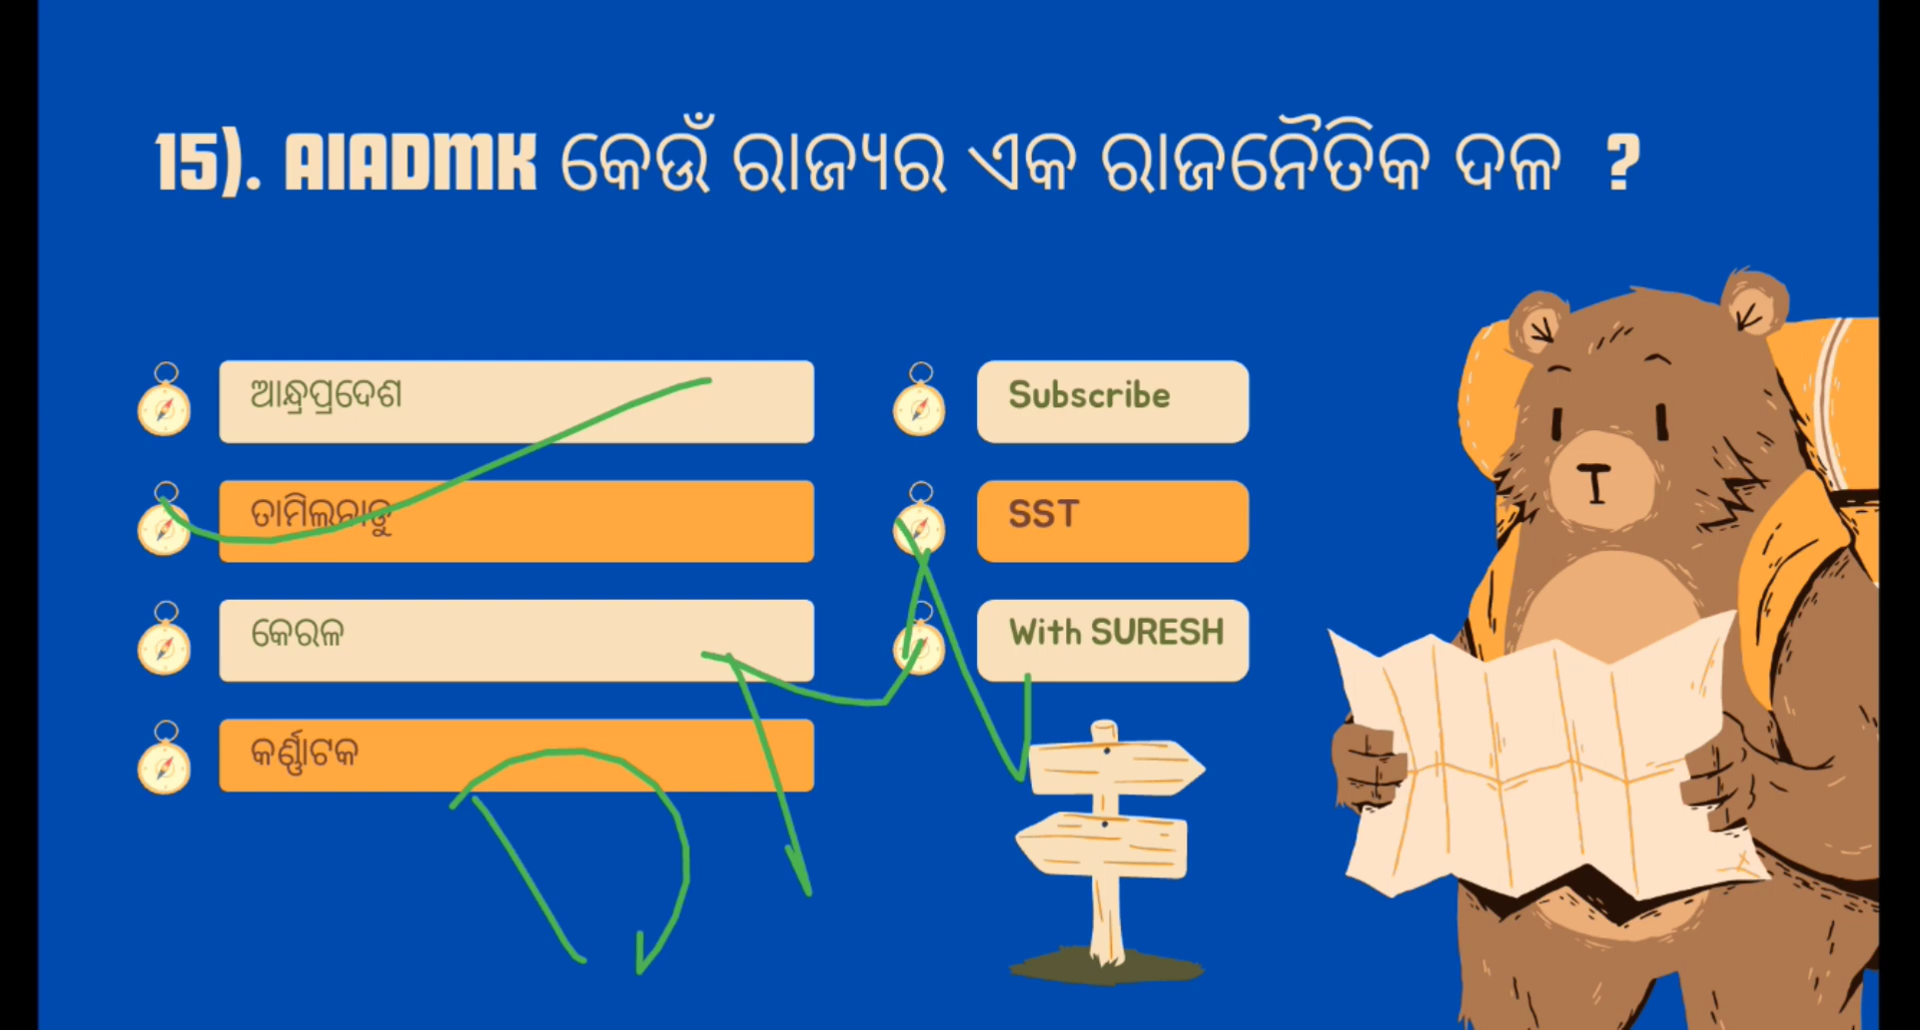 15). AIADMK କେଉଁ ରାଜ୍ୟର ଏକ ରାଜନୈତିକ ଦଳ ?
ଆନ୍ଧ୍ରପ୍ରଦେଶ
ତାମିଲନାଡୁ
କେରଳ
କର୍ଣ୍ଣାଟକ
Subscribe
SST
With SURESH